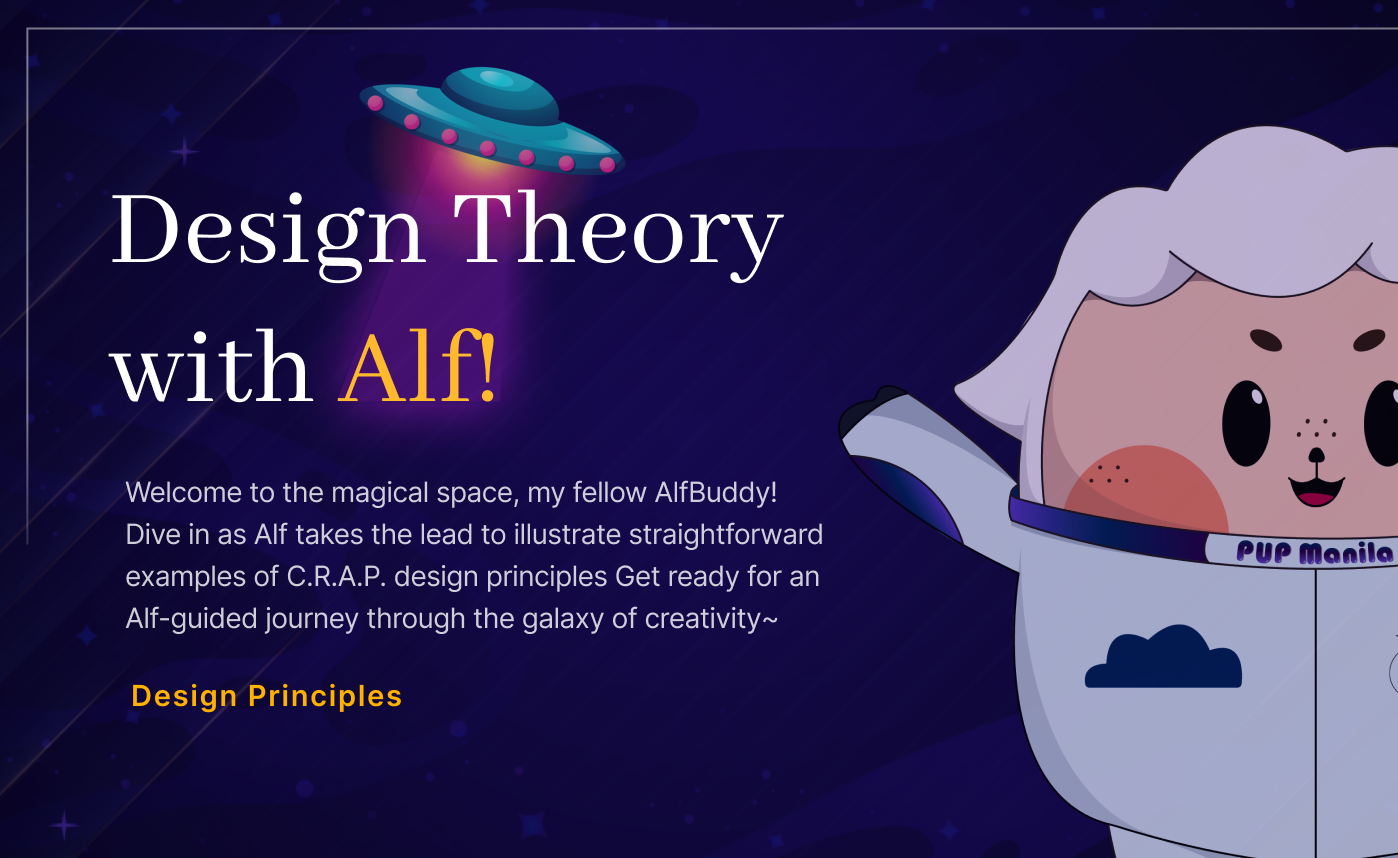 Design Theory
with Alf!
Welcome to the magical space, my fellow AlfBuddy!
Dive in as Alf takes the lead to illustrate straightforward
examples of C.R.A.P. design principles Get ready for an
Alf-guided journey through the galaxy of creativity~
Design Principles
PUP Manila